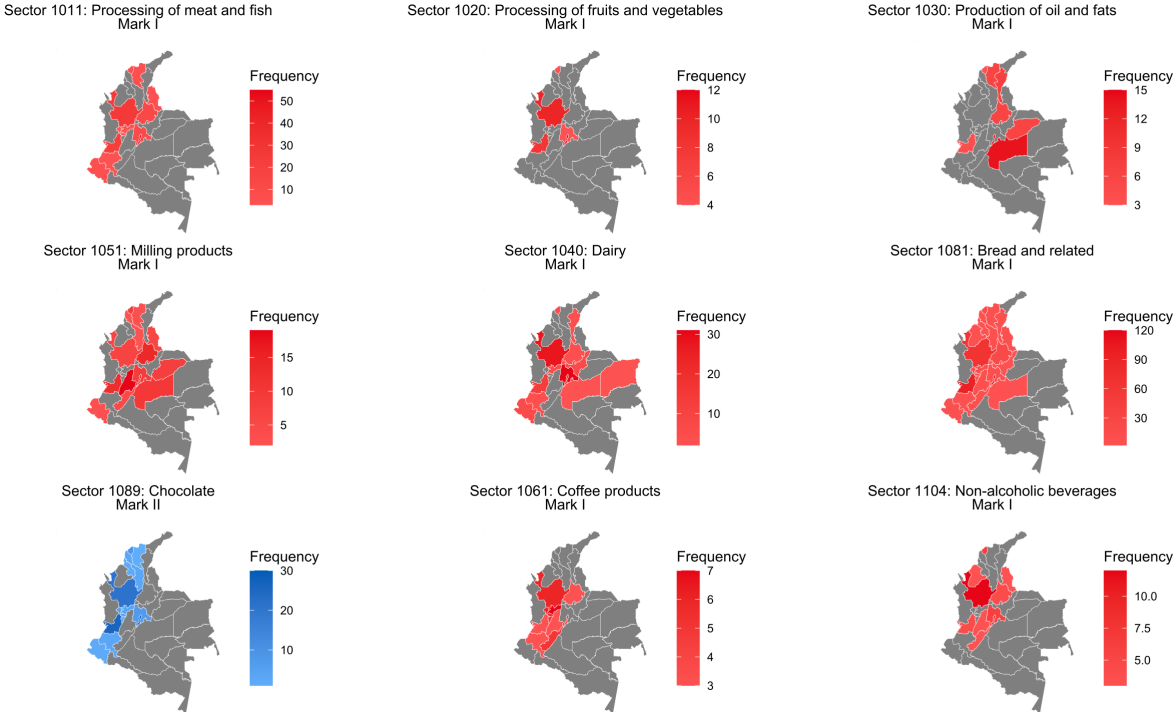 Sector 1011: Processing of meat and fish
Mark I
Frequency
50
40
30
20
10
Sector 1020: Processing of fruits and vegetables
Mark I
Frequency
12
10
8
6
4
Sector 1030: Production of oil and fats
Mark I
Frequency
15
12
9
6
3
Sector 1051: Milling products
Mark I
Frequency
15
10
5
Sector 1040: Dairy
Mark I
Frequency
30
20
10
Sector 1081: Bread and related
Mark I
Frequency
120
90
60
30
Sector 1089: Chocolate
Mark II
Frequency
30
20
10
Sector 1061: Coffee products
Mark I
Frequency
7
6
5
4
3
Sector 1104: Non-alcoholic beverages
Mark I
Frequency
10.0
7.5
5.0